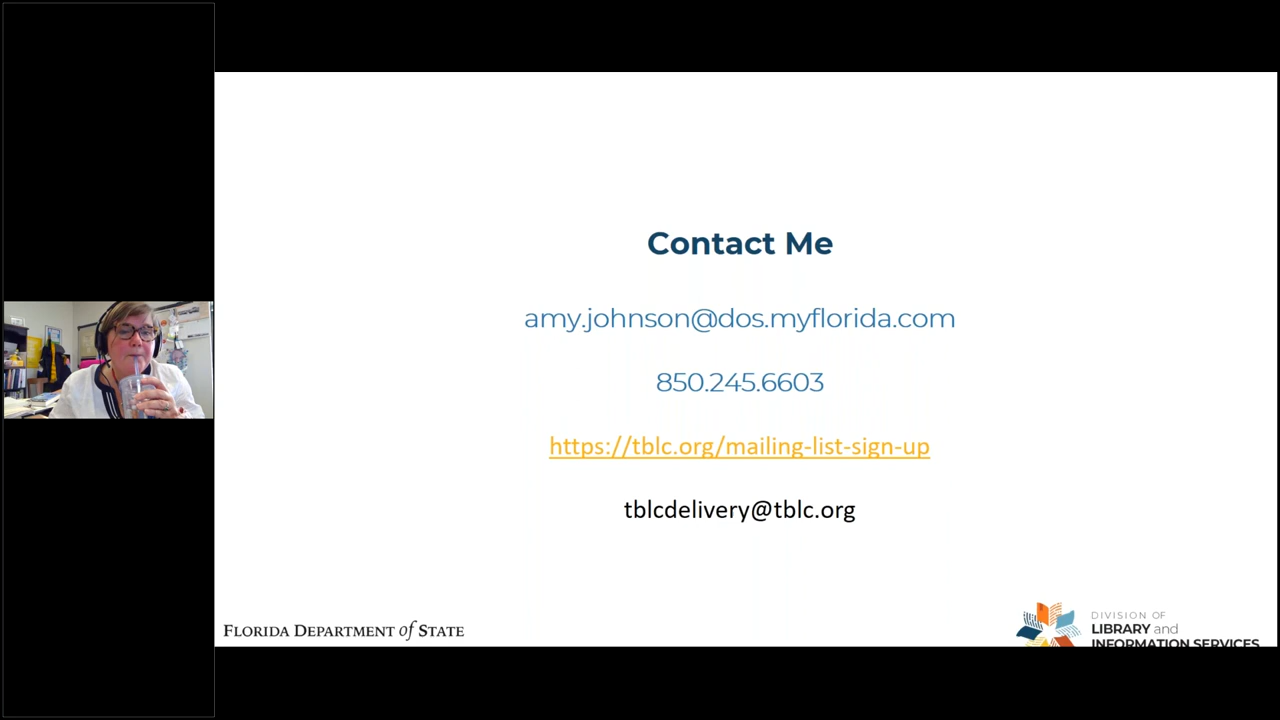 Contact Me
amy.johnson@dos.myflorida.com
850.245.6603
https://tblc.org/mailing-list-sign-up
tblcdelivery@tblc.org
FLORIDA DEPARTMENT of STATE
DIVISION OF
LIBRARY and
INFORMATION SERVICES